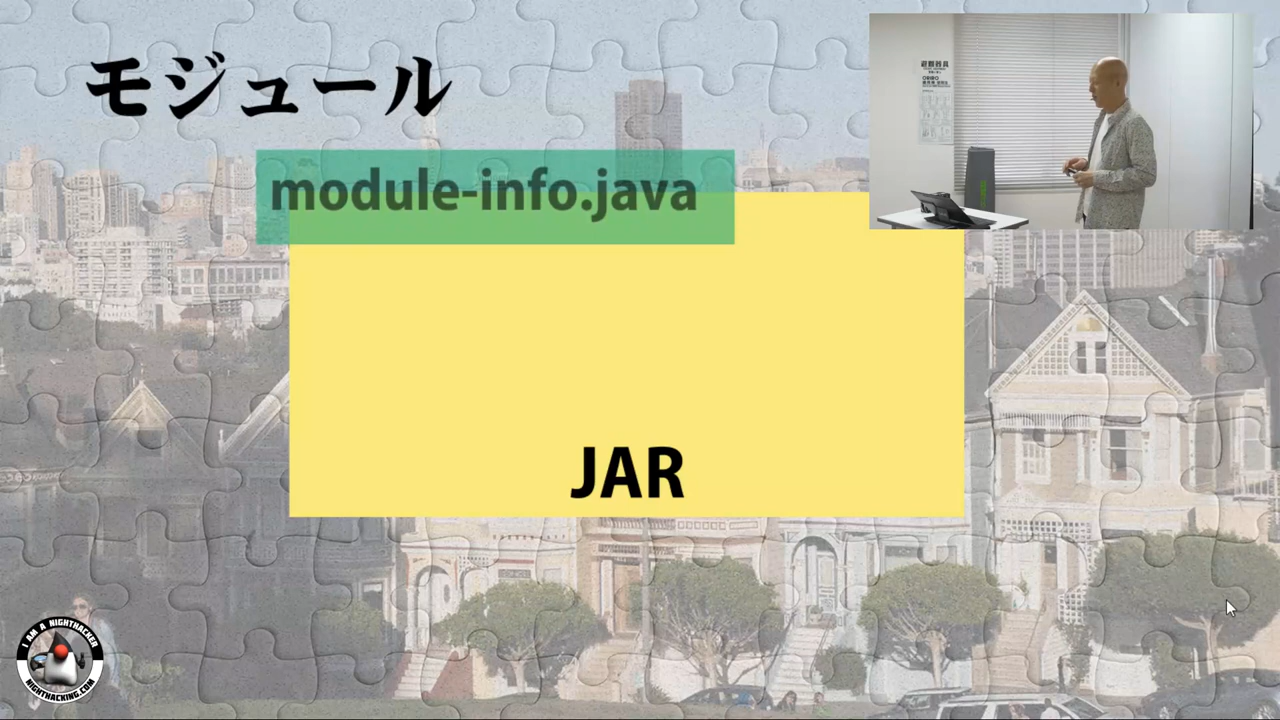 モジュール
module-info.java
JAR
I AM A NIGHTHACKER
NIGHTHACKING.COM